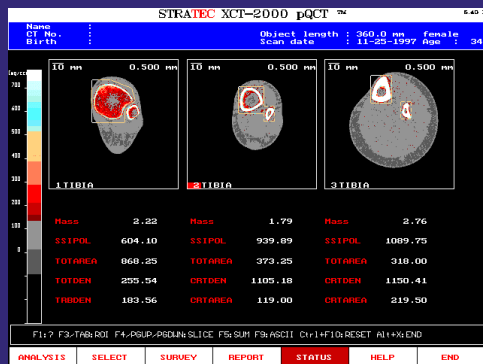 STRATEC XCT-2000 pQCT ™
Name :
CT No. : Object length : 360.0 mm female
Birth : Scan date : 11-25-1997 Age : 34
10 mm 0.500 mm 10 mm 0.500 mm 10 mm 0.500 mm
700
600
500
400
300
200
100
0
1TIBIA 2TIBIA 3TIBIA
Mass 2.22 Mass 1.79 Mass 2.76
SSIPOL 604.10 SSIPOL 939.89 SSIPOL 1089.75
TOTAREA 868.25 TOTAREA 373.25 TOTAREA 318.00
TOTDEN 255.54 CRTDEN 1105.18 CRTDEN 1150.41
TRBDEN 183.56 CRTAREA 119.00 CRTAREA 219.50
F1:? F3/TAB:ROI F4/PGUP/PGDWN:SLICE F5:SUM F9:ASCII Ctrl+F10:RESET Alt+X:END
ANALYSIS SELECT SURVEY REPORT STATUS HELP END